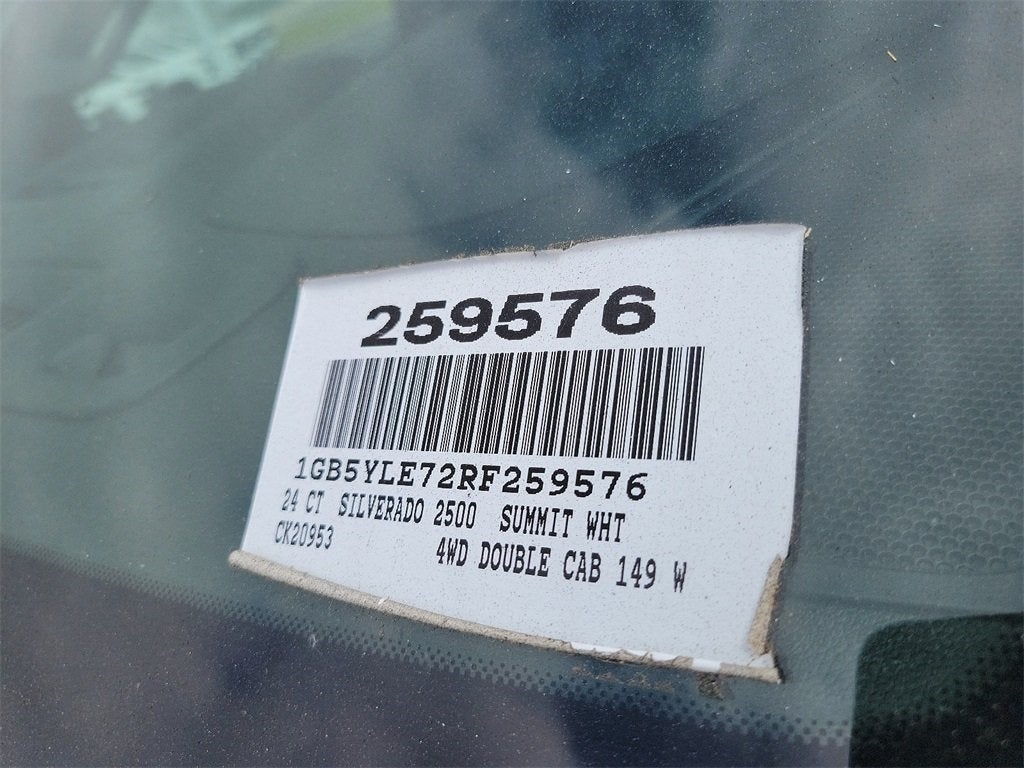 259576
1GB5YLE72RF259576
24 CT SILVERADO 2500 SUMMIT WHT
CK20953 4WD DOUBLE CAB 149 W